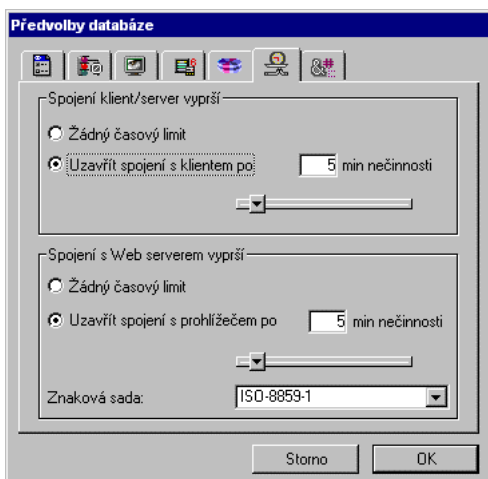 Předvolby databáze
Spojení klient/server vyprší
Žádný časový limit
Uzavřít spojení s klientem po 5 min nečinnosti
Spojení s Web serverem vyprší
Žádný časový limit
Uzavřít spojení s prohlížečem po 5 min nečinnosti
Znaková sada: ISO-8859-1
Storno OK